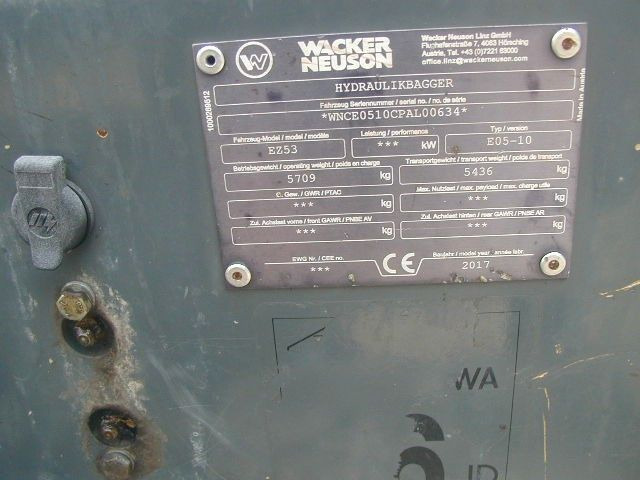 WACKER
NEUSON
Wacker Neuson Linz GmbH
Flughafenstraße 7, 4063 Hörsching
Austria, Tel. +43 (0)7221 63000
office.linz@wackerneuson.com
HYDRAULIKBAGGER
Fahrzeug Seriennummer / serial no. / no. de série
*WNCE0510CPAL00634*
Fahrzeug-Model / model / modèle
EZ53
Leistung / performance
*** kW
Typ / version
E05-10
Betriebsgewicht / operating weight / poids en charge
5709 kg
Transportgewicht / transport weight / poids de transport
5436 kg
G. Gew. / GWR / PTAC
*** kg
Max. Nutzlast / max. payload / max. charge utile
*** kg
Zul. Achslast vorne / front GAWR / PNBE AV
*** kg
Zul. Achslast hinten / rear GAWR / PNBE AR
*** kg
EWG Nr. / CEE no.
***
CE
Baujahr / model year / année fabr.
2017
1000268612
Made in Austria
WA